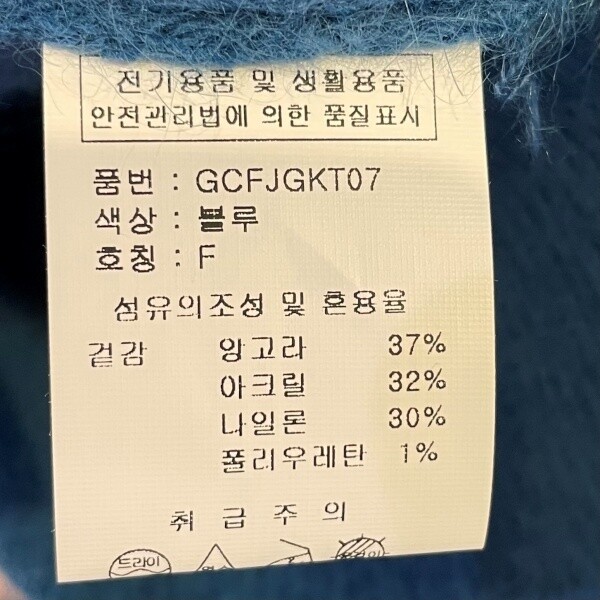 전기용품 및 생활용품
안전관리법에 의한 품질표시
품번 : GCFJGKT07
색상 : 블루
호칭 : F
섬유의조성 및 혼용율
겉감 앙고라 37%
아크릴 32%
나일론 30%
폴리우레탄 1%
취 급 주 의
드라이